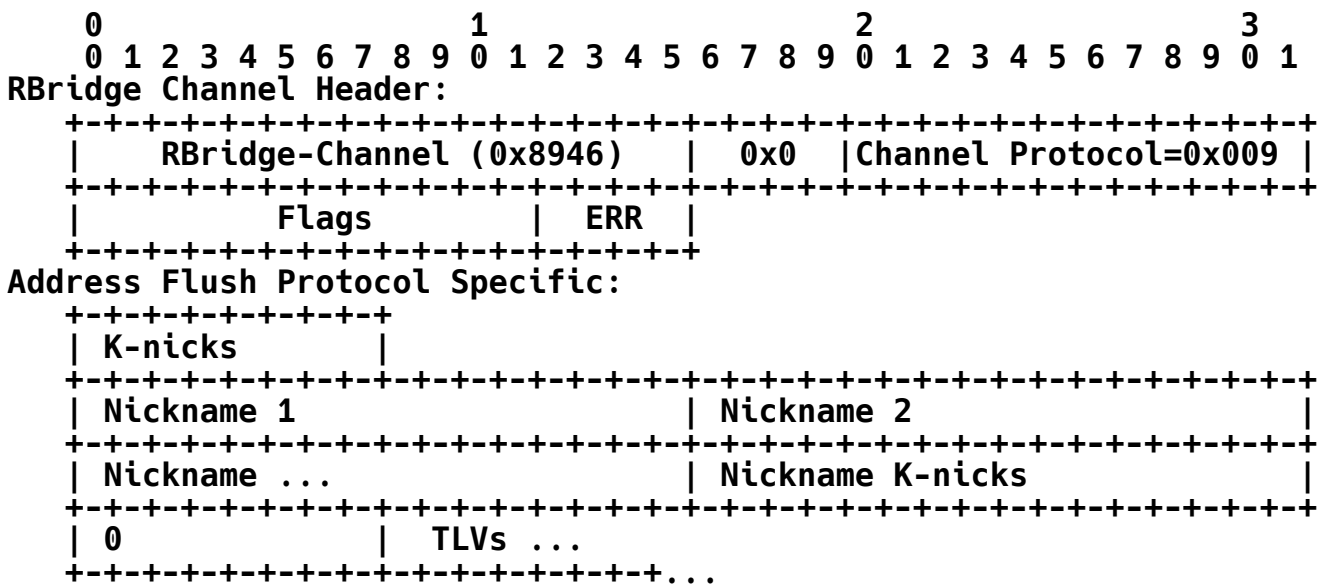 0                   1                   2                   3
       0 1 2 3 4 5 6 7 8 9 0 1 2 3 4 5 6 7 8 9 0 1 2 3 4 5 6 7 8 9 0 1
   RBridge Channel Header:
      +-+-+-+-+-+-+-+-+-+-+-+-+-+-+-+-+-+-+-+-+-+-+-+-+-+-+-+-+-+-+-+-+
      |    RBridge-Channel (0x8946)   |  0x0  |Channel Protocol=0x009 |
      +-+-+-+-+-+-+-+-+-+-+-+-+-+-+-+-+-+-+-+-+-+-+-+-+-+-+-+-+-+-+-+-+
      |          Flags        |  ERR  |
      +-+-+-+-+-+-+-+-+-+-+-+-+-+-+-+-+
   Address Flush Protocol Specific:
      +-+-+-+-+-+-+-+-+
      | K-nicks       |
      +-+-+-+-+-+-+-+-+-+-+-+-+-+-+-+-+-+-+-+-+-+-+-+-+-+-+-+-+-+-+-+-+
      | Nickname 1                    | Nickname 2                    |
      +-+-+-+-+-+-+-+-+-+-+-+-+-+-+-+-+-+-+-+-+-+-+-+-+-+-+-+-+-+-+-+-+
      | Nickname ...                  | Nickname K-nicks              |
      +-+-+-+-+-+-+-+-+-+-+-+-+-+-+-+-+-+-+-+-+-+-+-+-+-+-+-+-+-+-+-+-+
      | 0             |  TLVs ...
      +-+-+-+-+-+-+-+-+-+-+-+-+-+-+-+...